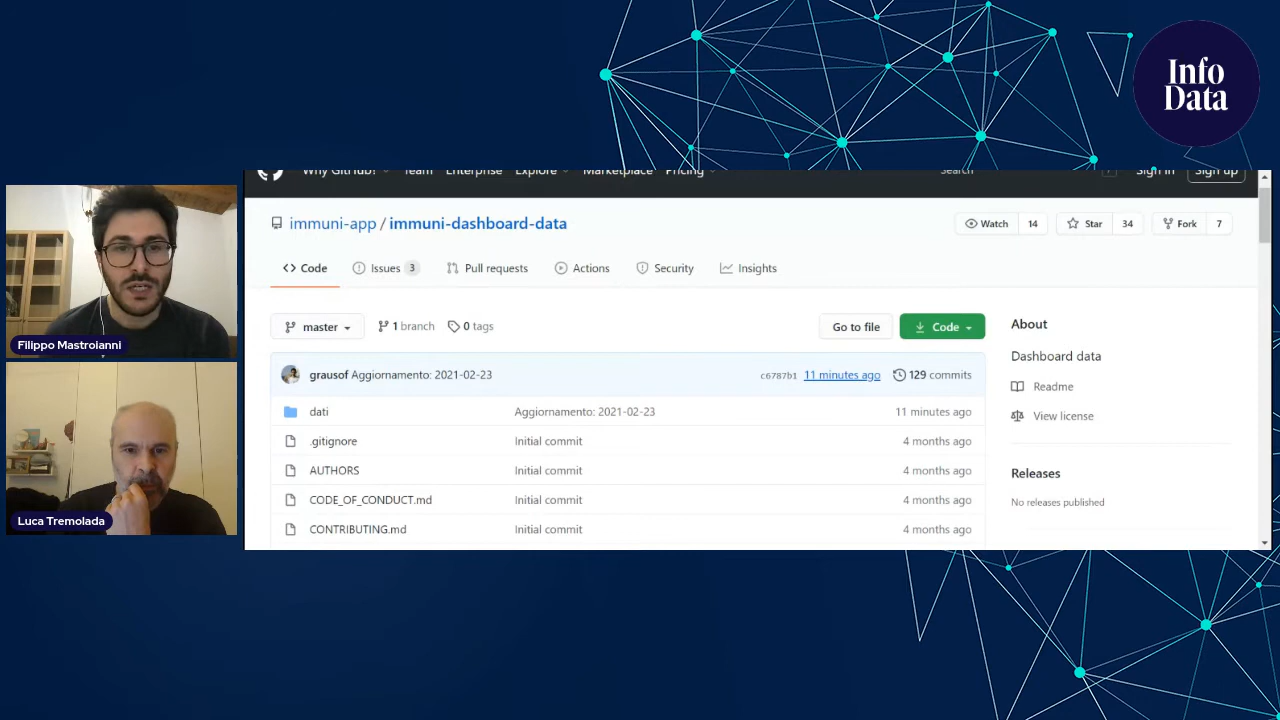 Info
Data
Why GitHub? Team Enterprise Explore Marketplace Pricing Search Sign in Sign up
immuni-app / immuni-dashboard-data
Watch 14 Star 34 Fork 7
Code Issues 3 Pull requests Actions Security Insights
master 1 branch 0 tags Go to file Code
About
Dashboard data
Readme
View license
Releases
No releases published
grausof Aggiornamento: 2021-02-23 c6787b1 11 minutes ago 129 commits
dati Aggiornamento: 2021-02-23 11 minutes ago
.gitignore Initial commit 4 months ago
AUTHORS Initial commit 4 months ago
CODE_OF_CONDUCT.md Initial commit 4 months ago
CONTRIBUTING.md Initial commit 4 months ago
Filippo Mastroianni
Luca Tremolada